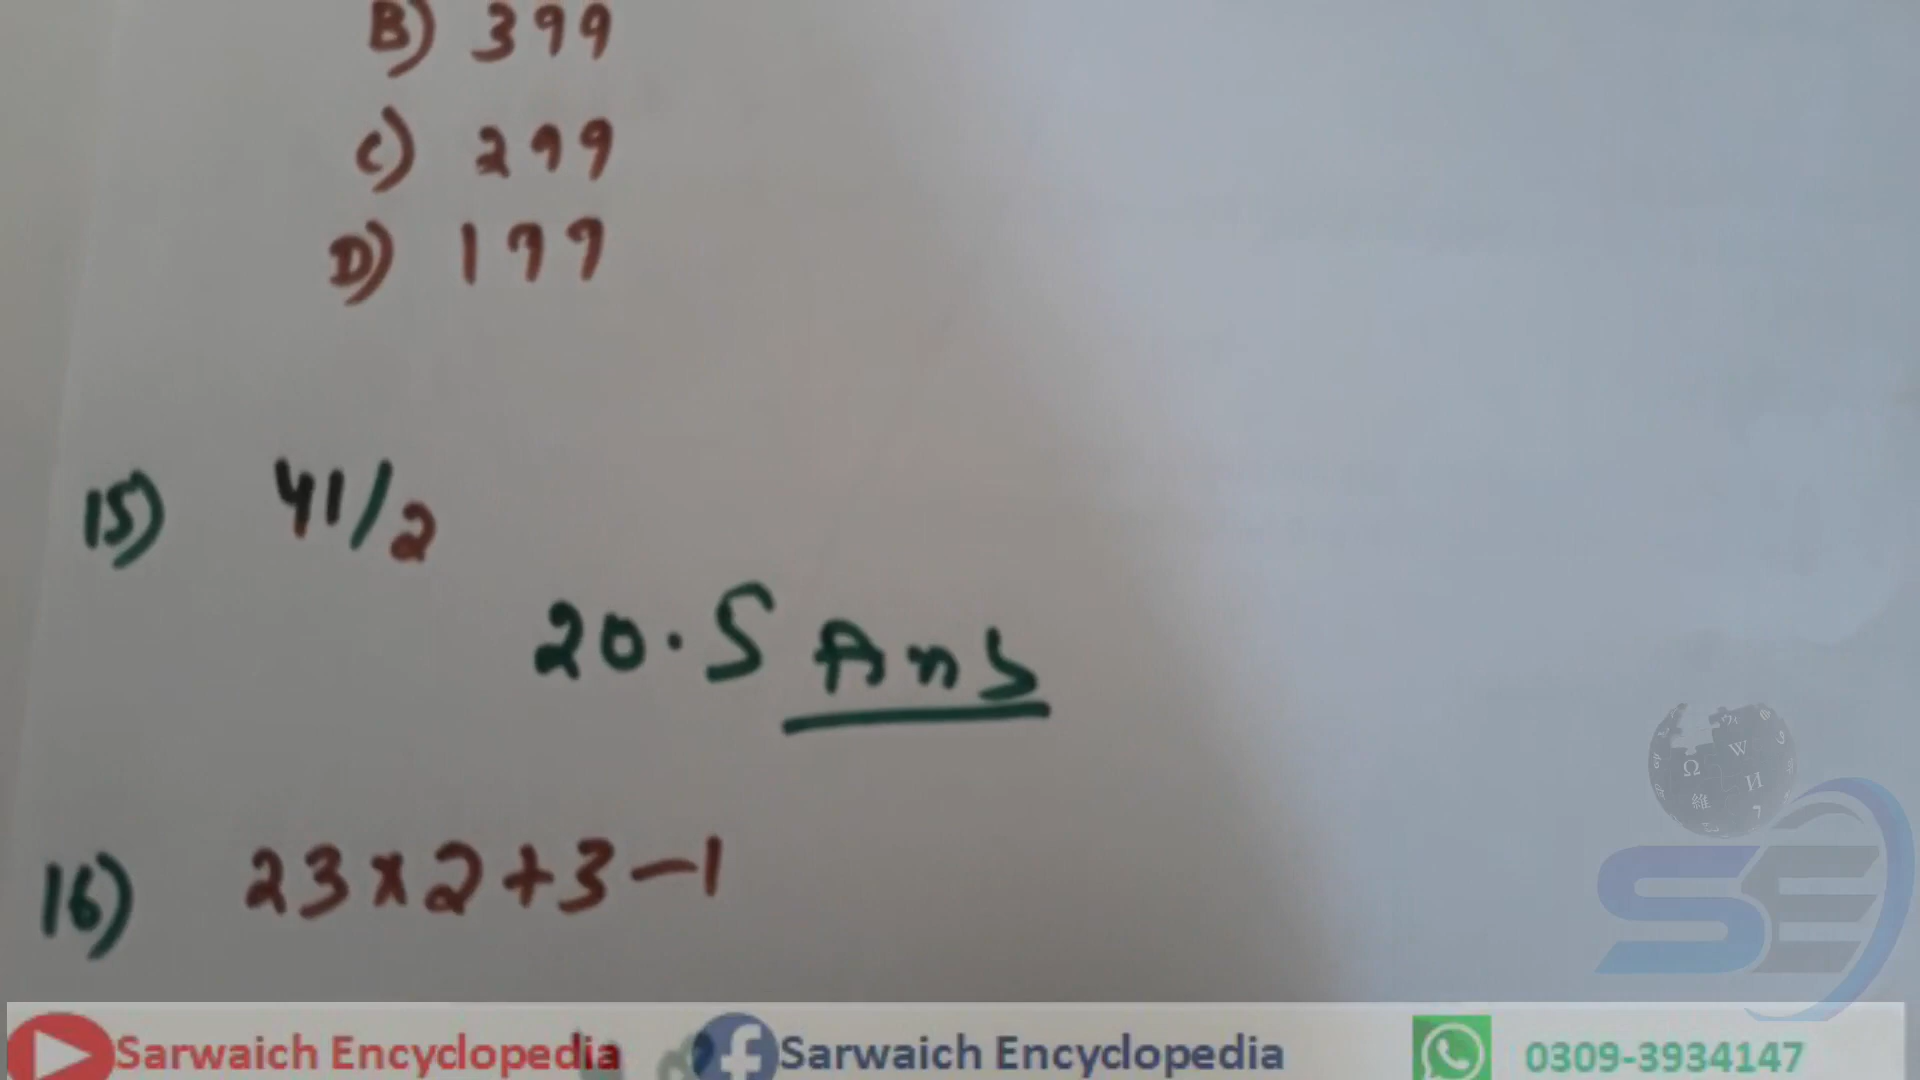 B) 399
C) 299
D) 199
15) 41/2
20.5 Ans
16) 23×2+3-1
Sarwaich Encyclopedia
Sarwaich Encyclopedia
0309-3934147
SE